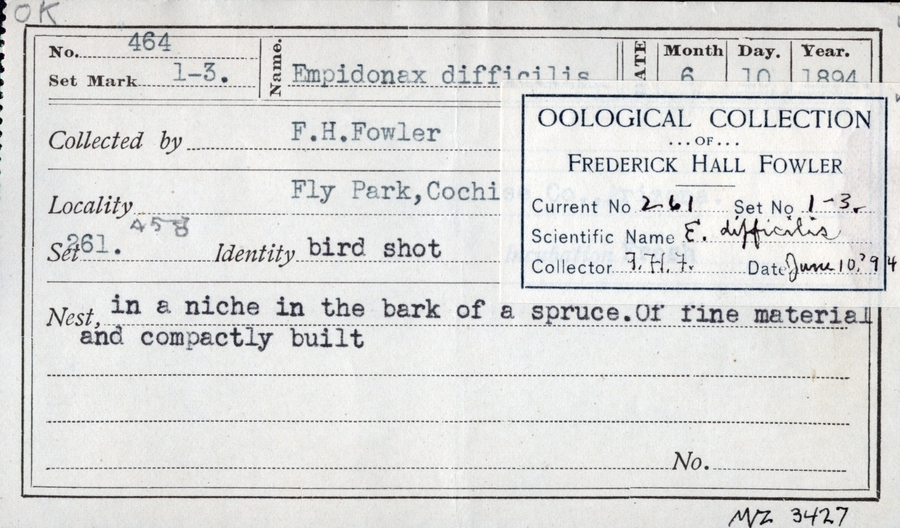 OK
No. 464
Set Mark 1-3.
Name. Empidonax difficilis
Month Day. Year.
6 10 1894
Collected by F.H.Fowler
Locality Fly Park,Cochise Co., Arizona.
Set 261. 458 Identity bird shot
Nest, in a niche in the bark of a spruce.Of fine material
and compactly built
No.
MZ 3427
OOLOGICAL COLLECTION
...OF...
FREDERICK HALL FOWLER
Current No 261 Set No 1-3.
Scientific Name E. difficilis
Collector F.H.F. Date June 10, '94